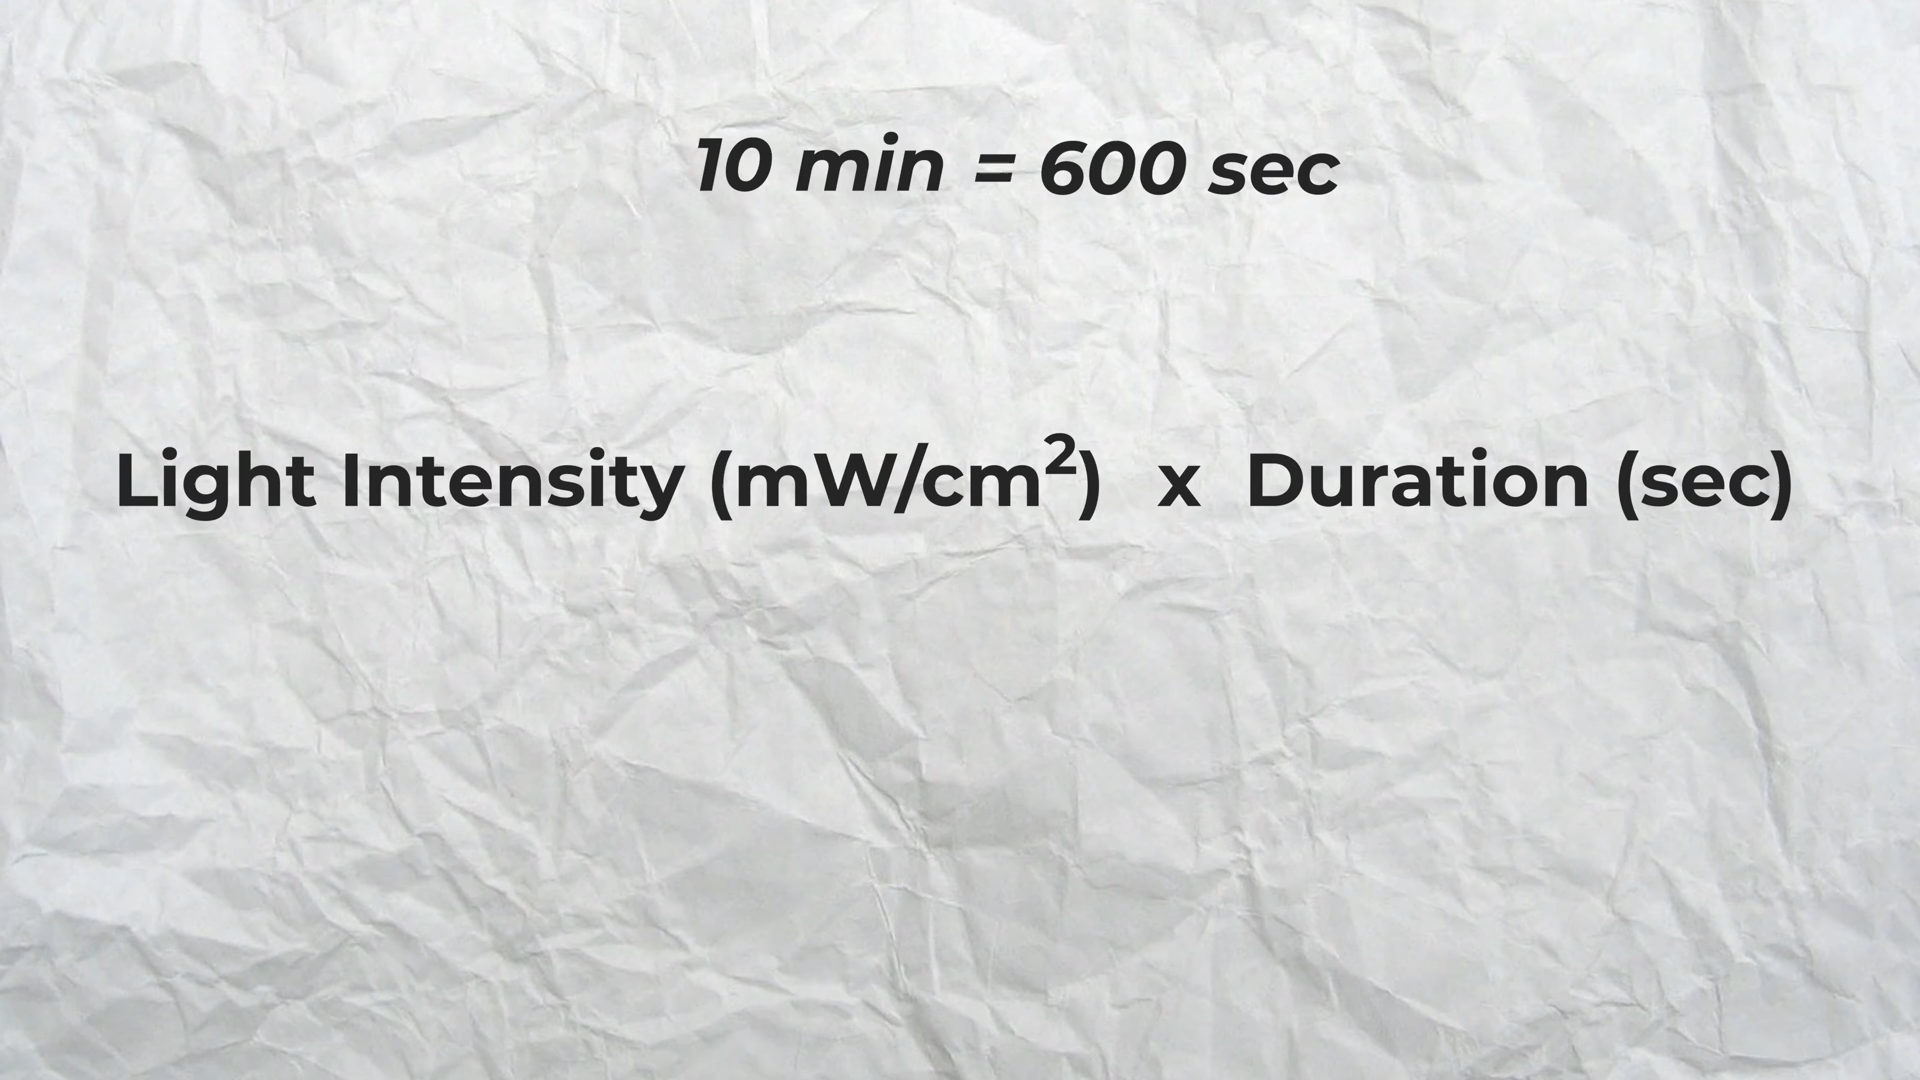 10 min = 600 sec
Light Intensity (mW/cm²) x Duration (sec)